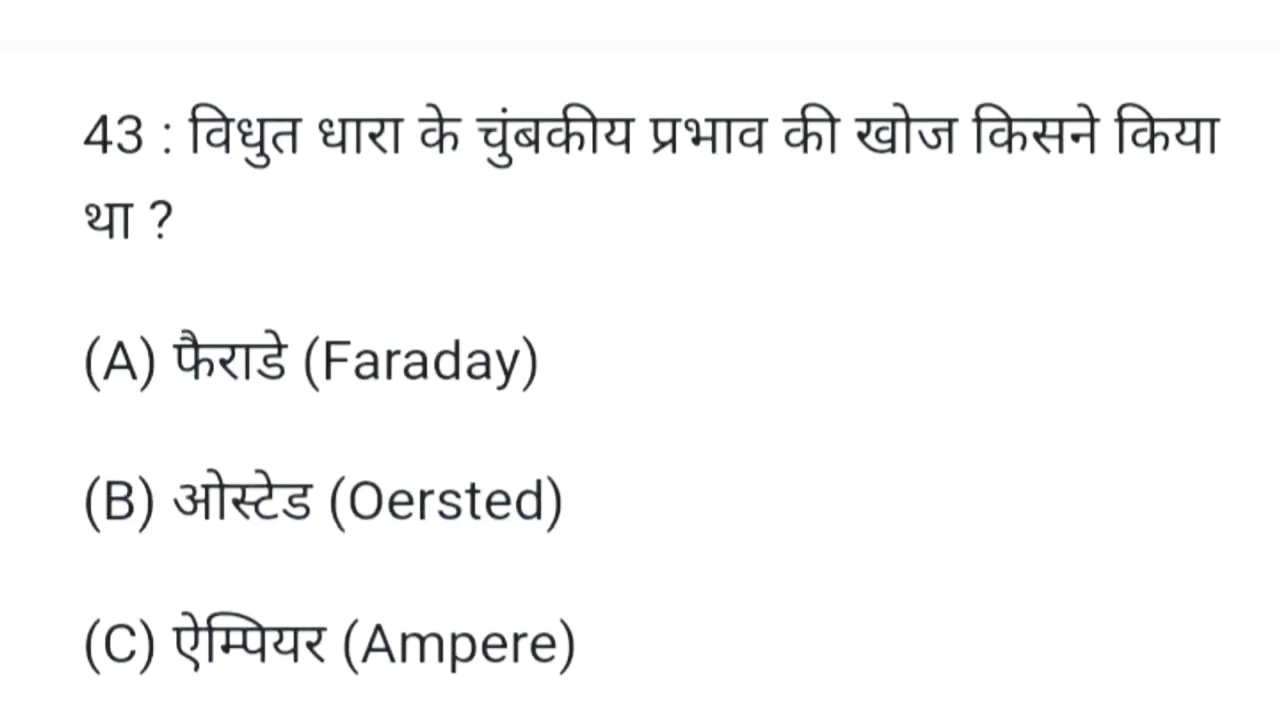 43 : विधुत धारा के चुंबकीय प्रभाव की खोज किसने किया
था ?
(A) फैराडे (Faraday)
(B) ओस्टेड (Oersted)
(C) ऐम्पियर (Ampere)